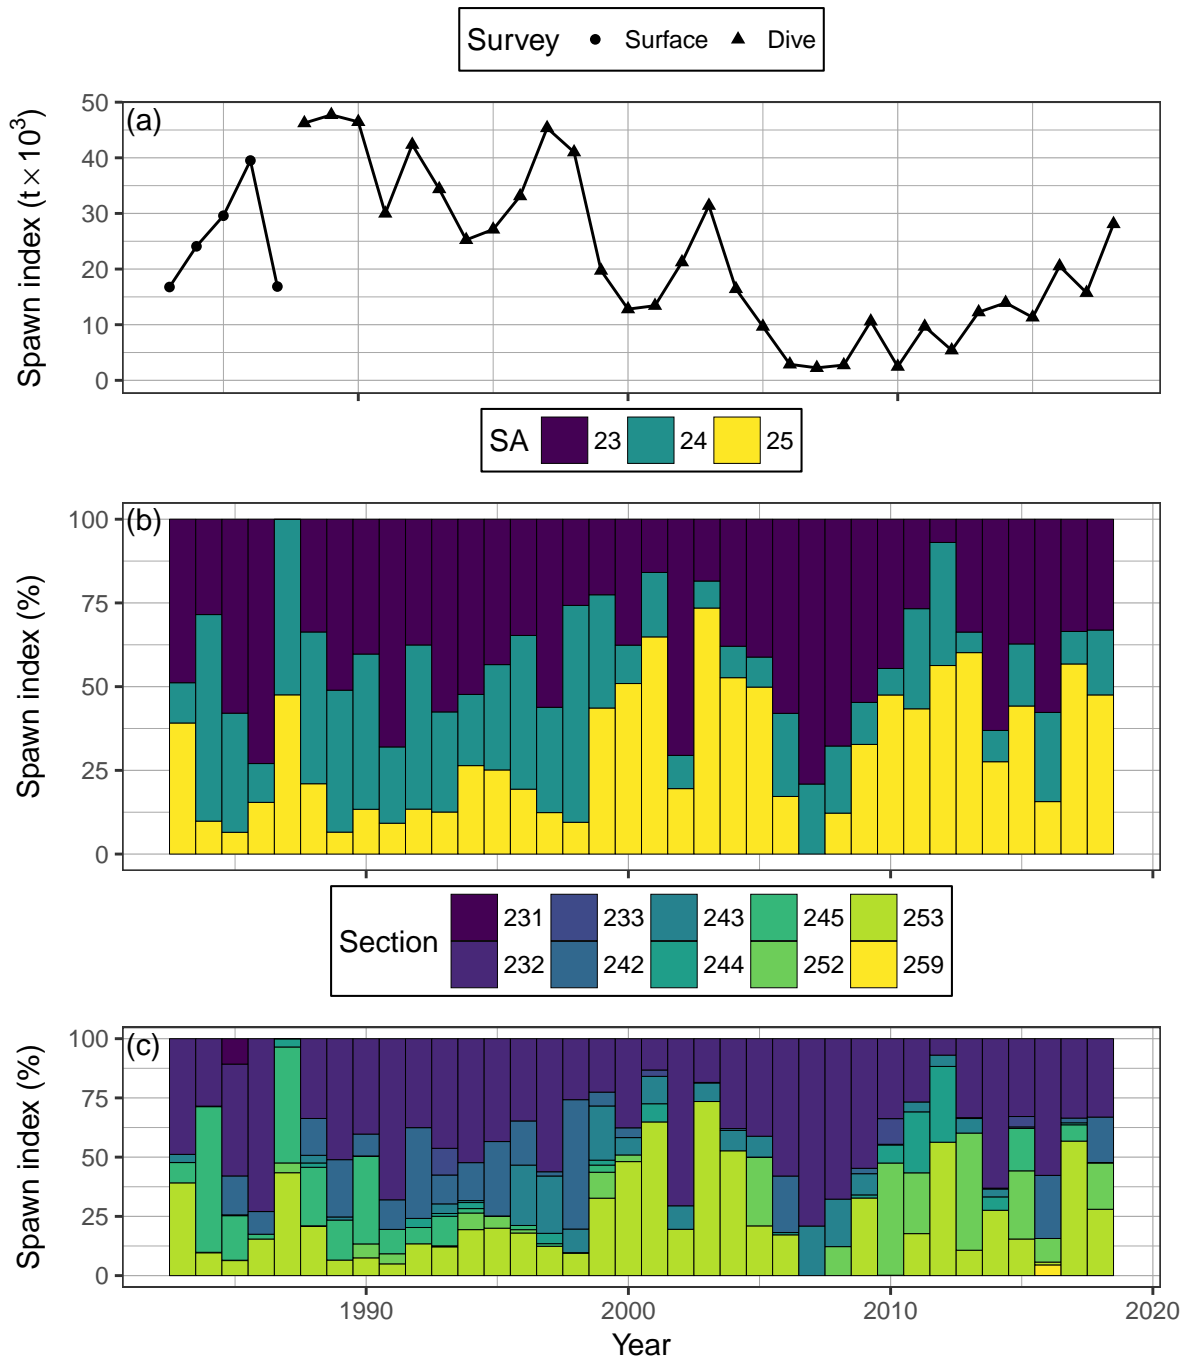 Survey Surface Dive
(a)
Spawn index (t × 10³)
50
40
30
20
10
0
SA 23 24 25
(b)
Spawn index (%)
100
75
50
25
0
Section 231 233 243 245 253
232 242 244 252 259
(c)
Spawn index (%)
100
75
50
25
0
1990 2000 2010 2020
Year